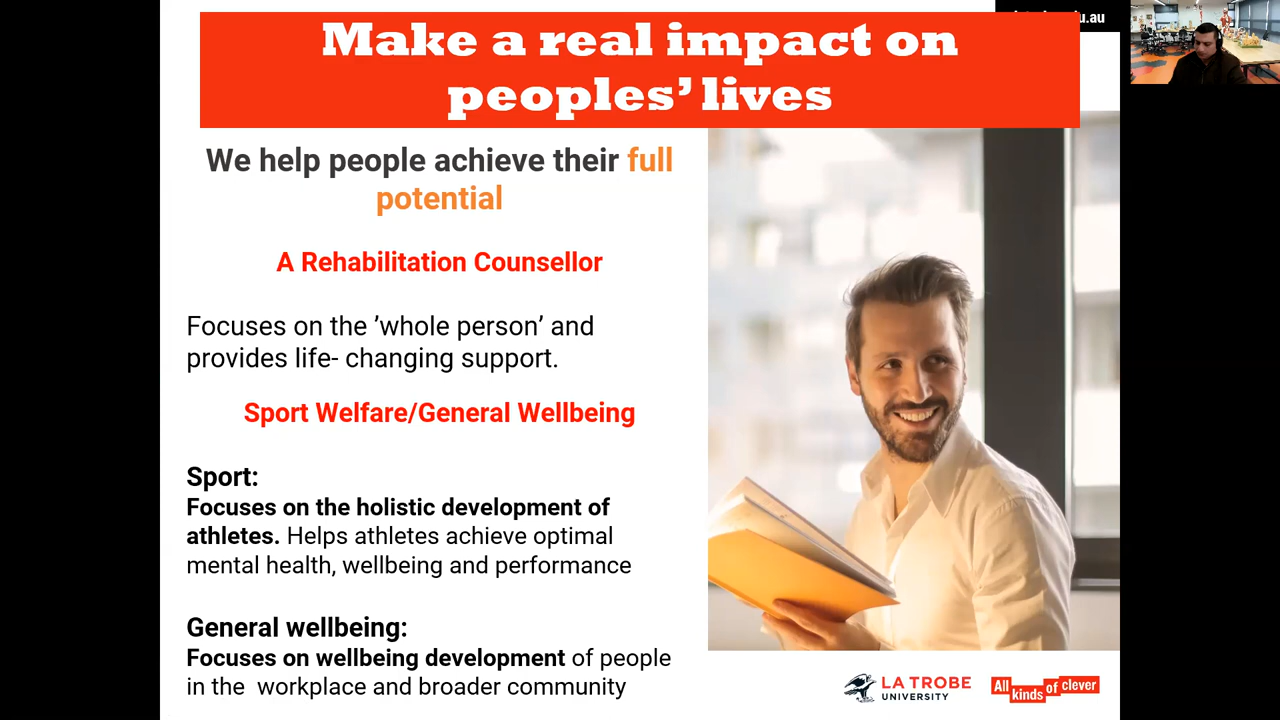 Make a real impact on
peoples’ lives
We help people achieve their full
potential
A Rehabilitation Counsellor
Focuses on the ’whole person’ and
provides life- changing support.
Sport Welfare/General Wellbeing
Sport:
Focuses on the holistic development of
athletes. Helps athletes achieve optimal
mental health, wellbeing and performance
General wellbeing:
Focuses on wellbeing development of people
in the  workplace and broader community
LA TROBE
UNIVERSITY
All kinds of clever